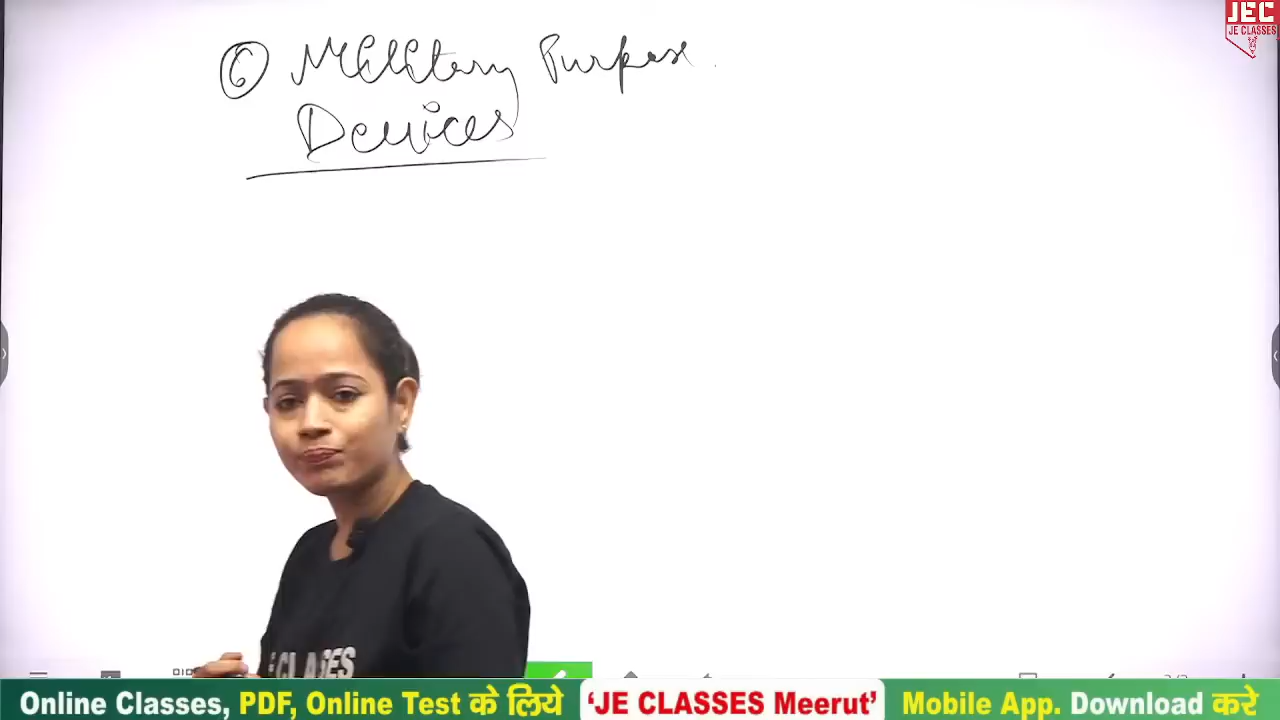 JEC
JE CLASSES
6 Military Purpose
Devices
E CLASSES
Online Classes, PDF, Online Test के लिये 'JE CLASSES Meerut' Mobile App. Download करे